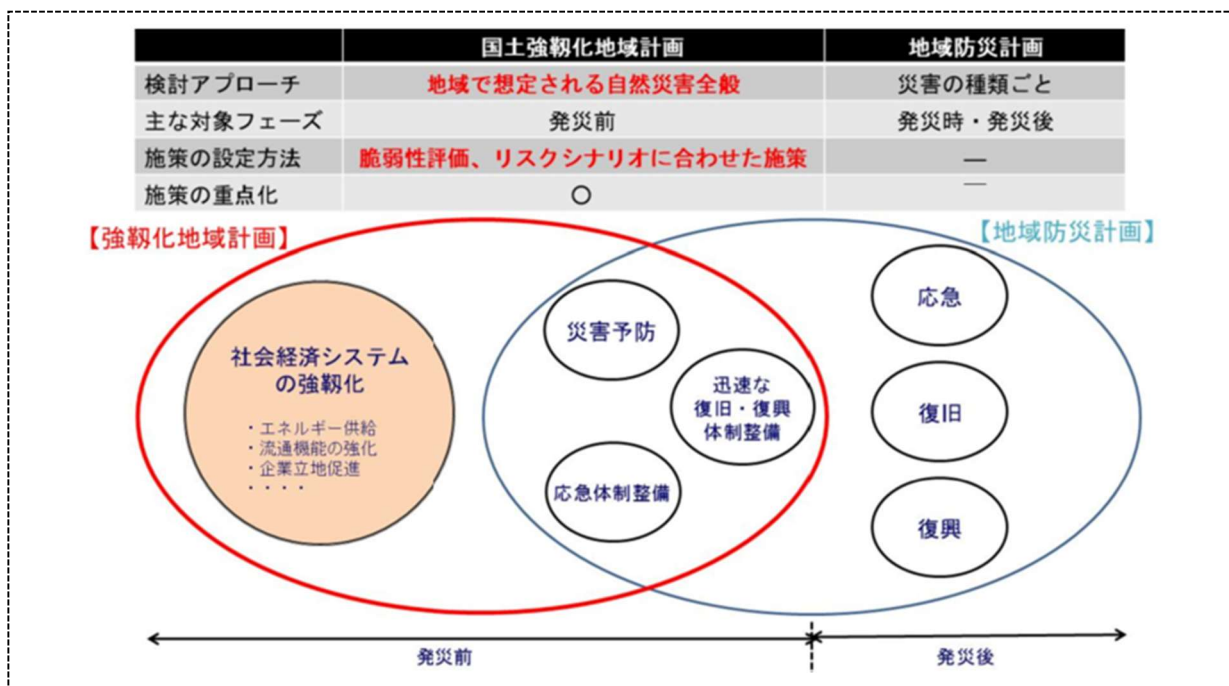 国土強靱化地域計画 地域防災計画
検討アプローチ 地域で想定される自然災害全般 災害の種類ごと
主な対象フェーズ 発災前 発災時・発災後
施策の設定方法 脆弱性評価、リスクシナリオに合わせた施策 ―
施策の重点化 〇 ―
【強靱化地域計画】
【地域防災計画】
社会経済システム
の強靱化
・エネルギー供給
・流通機能の強化
・企業立地促進
・・・・
災害予防
迅速な
復旧・復興
体制整備
応急体制整備
応急
復旧
復興
発災前
発災後